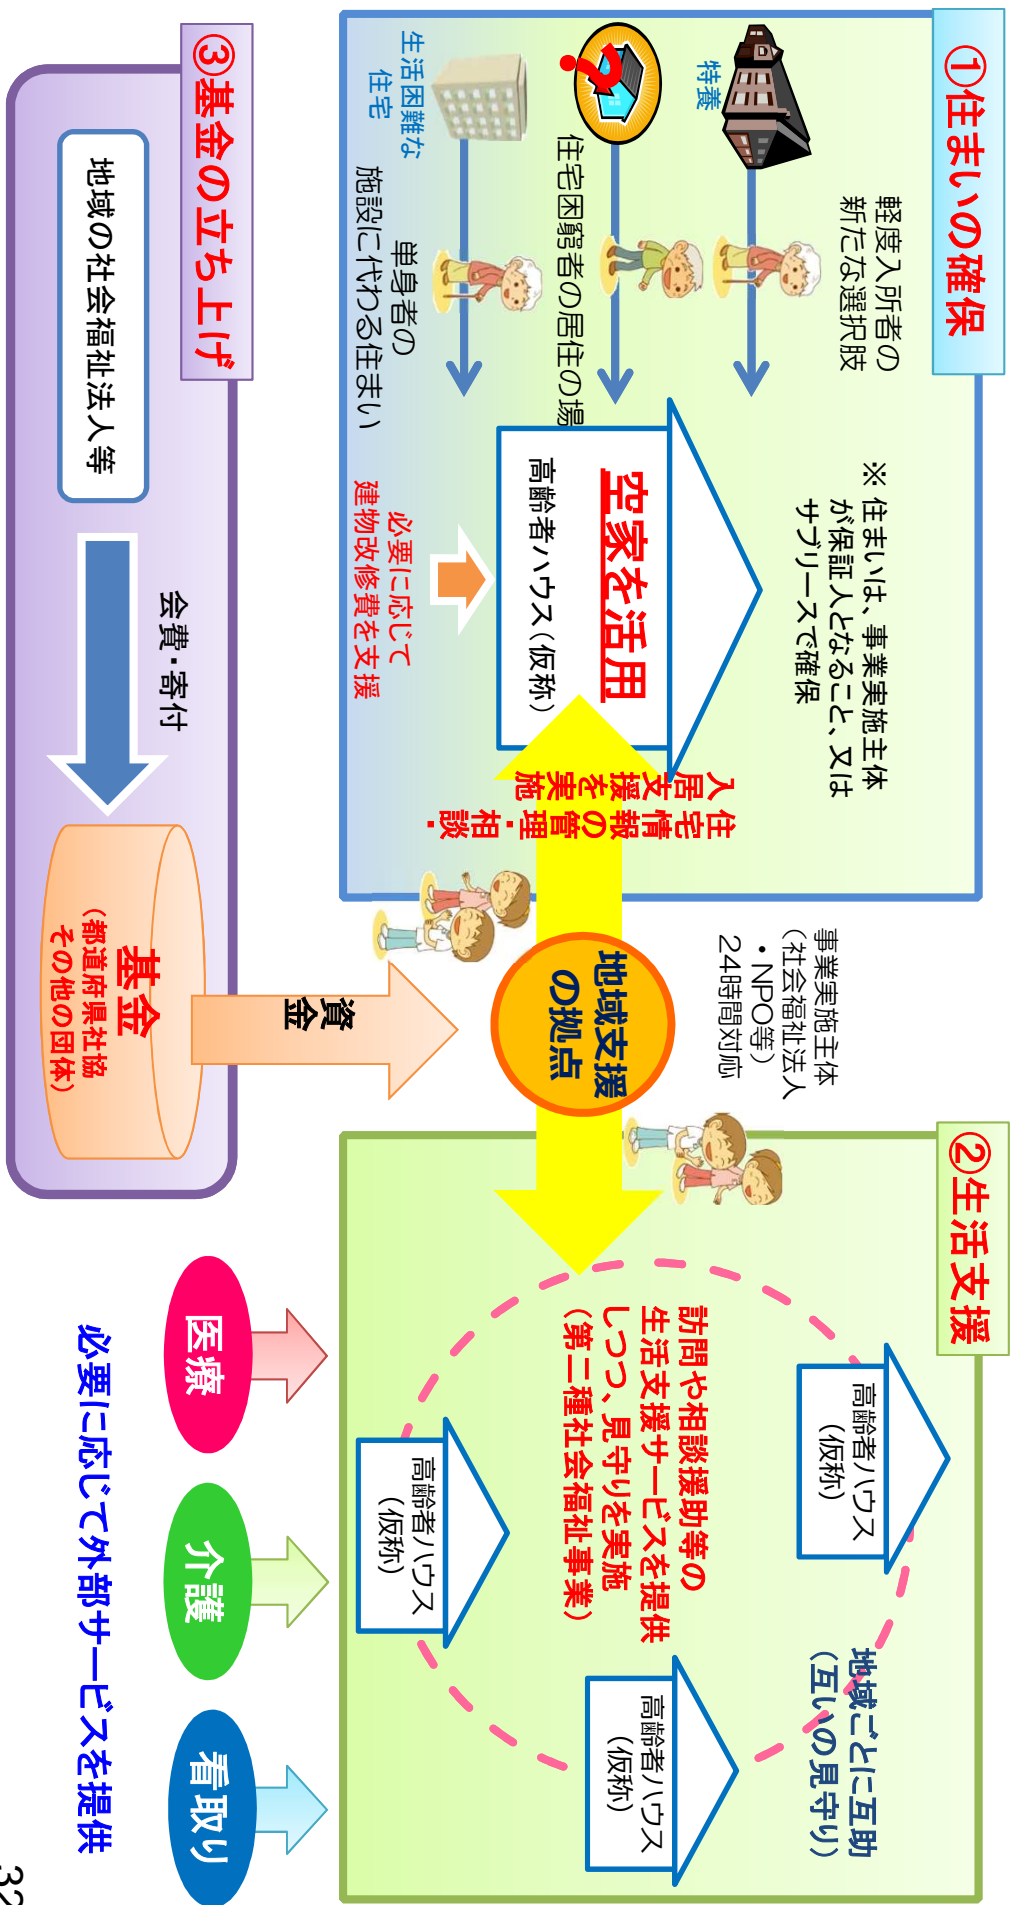 ①住まいの確保
軽度入所者の
新たな選択肢
特養
住宅困窮者の居住の場
生活困難な
住宅
単身者の
施設に代わる住まい
※ 住まいは、事業実施主体
が保証人となること、又は
サブリースで確保
空家を活用
高齢者ハウス（仮称）
必要に応じて
建物改修費を支援
住宅情報の管理・相談・
入居支援を実施
事業実施主体
（社会福祉法人
・NPO等）
24時間対応
地域支援
の拠点
②生活支援
高齢者ハウス
（仮称）
訪問や相談援助等の
生活支援サービスを提供
しつつ、見守りを実施
（第二種社会福祉事業）
地域ごとに互助
（互いの見守り）
高齢者ハウス
（仮称）
高齢者ハウス
（仮称）
③基金の立ち上げ
地域の社会福祉法人等
会費・寄付
基金
（都道府県社協
その他の団体）
資金
医療
介護
看取り
必要に応じて外部サービスを提供
32